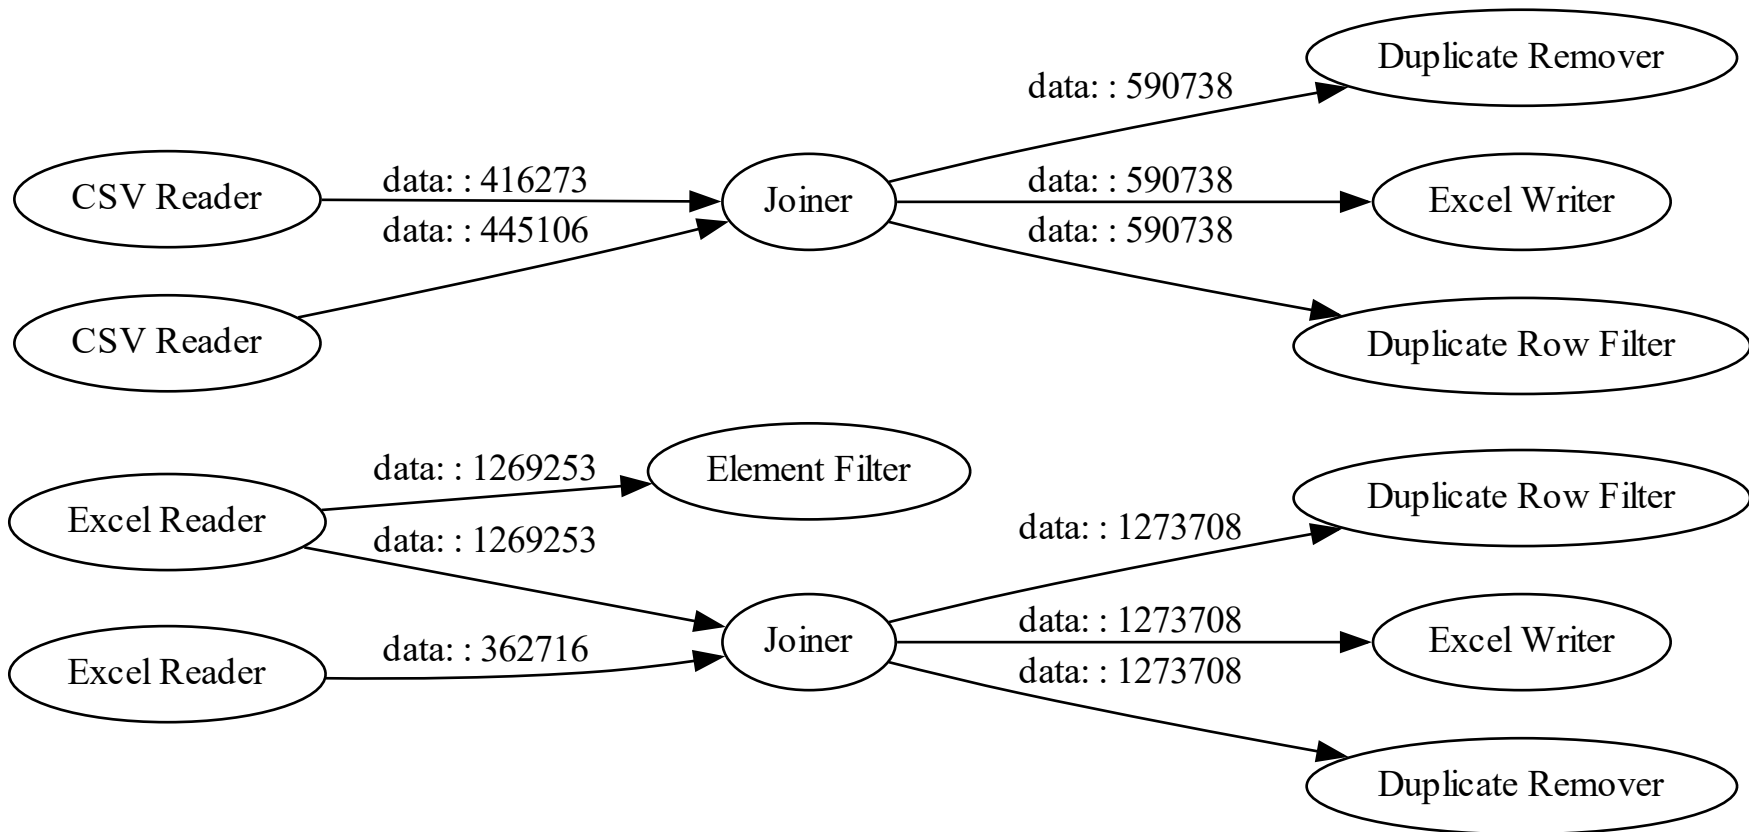 Duplicate Remover
data: : 590738
CSV Reader
data: : 416273
Joiner
data: : 590738
Excel Writer
data: : 445106
data: : 590738
CSV Reader
Duplicate Row Filter
data: : 1269253
Element Filter
Duplicate Row Filter
Excel Reader
data: : 1269253
data: : 1273708
Excel Reader
data: : 362716
Joiner
data: : 1273708
Excel Writer
data: : 1273708
Duplicate Remover